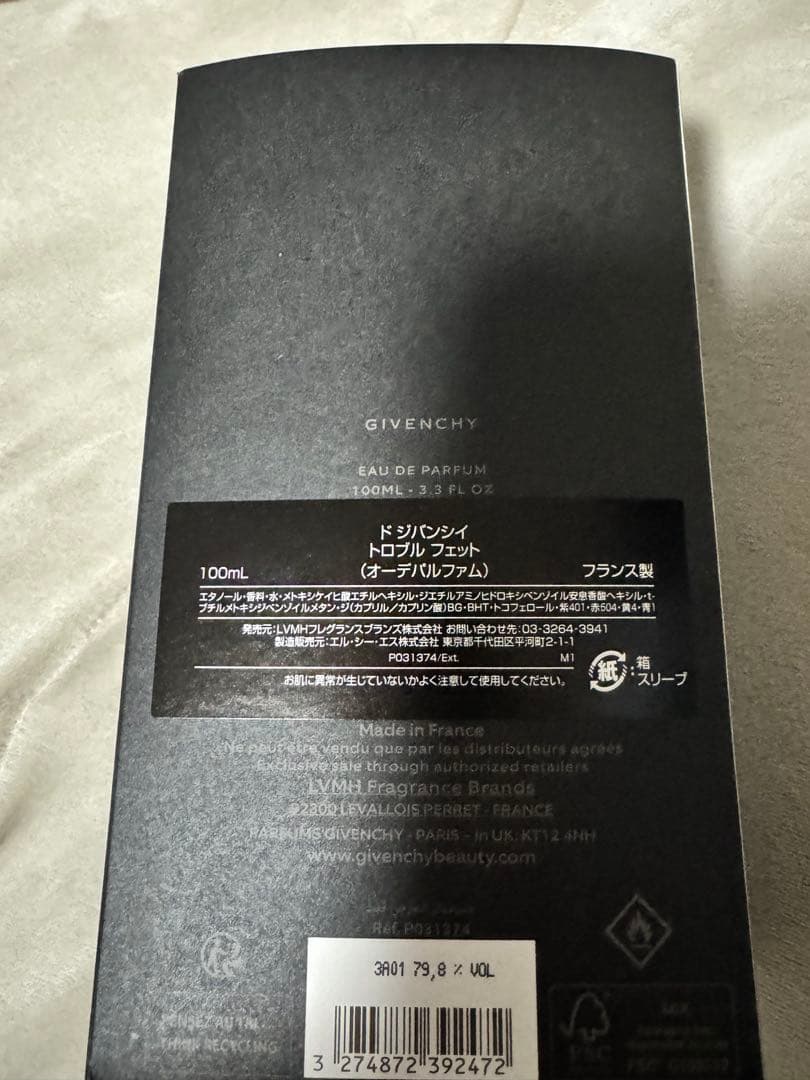 GIVENCHY
EAU DE PARFUM
100ML - 3.3 FL OZ
ド ジバンシイ
トロブル フェット
100mL (オーデパルファム) フランス製
エタノール・香料・水・メトキシケイヒ酸エチルヘキシル・ジエチルアミノヒドロキシベンゾイル安息香酸ヘキシル・t-
ブチルメトキシジベンゾイルメタン・ジ(カプリル/カプリン酸)BG・BHT・トコフェロール・紫401・赤504・黄4・青1
発売元:LVMHフレグランスブランズ株式会社 お問い合わせ先:03-3264-3941
製造販売元:エル・シー・エス株式会社 東京都千代田区平河町2-1-1
P031374/Ext. M1
お肌に異常が生じていないかよく注意して使用してください。
紙 :箱
スリーブ
Made in France
Ne peut être vendu que par les distributeurs agréés
Exclusive sale through authorized retailers
LVMH Fragrance Brands
92300 LEVALLOIS PERRET - FRANCE
PARFUMS GIVENCHY - PARIS - in UK: KT12 4NH
www.givenchybeauty.com
Ref. P031374
3A01 79,8 % VOL
PENSEZ AU TRI
THINK RECYCLING
FSC
3 274872 392472